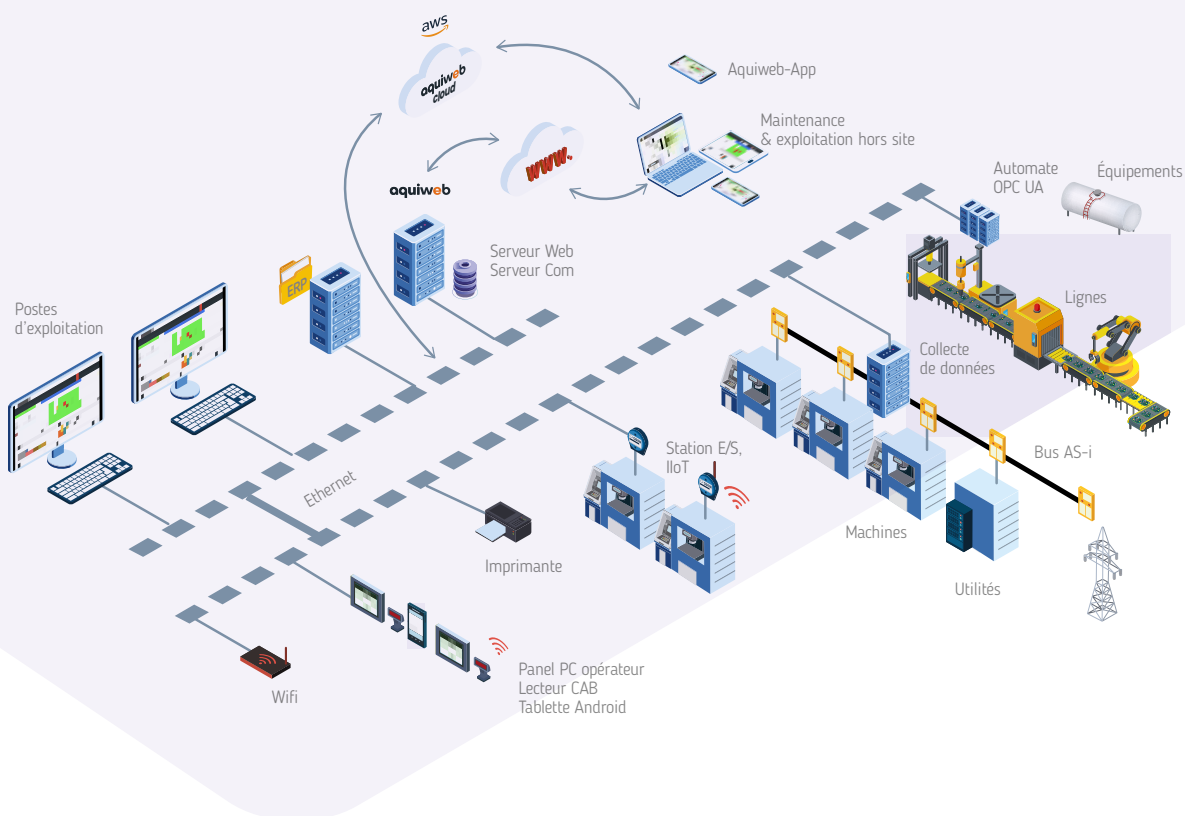 aws
aquiweb
cloud
Aquiweb-App
Maintenance
& exploitation hors site
www.
aquiweb
Automate
OPC UA
Équipements
Serveur Web
Serveur Com
ERP
Postes
d'exploitation
Lignes
Collecte
de données
Station E/S,
IIoT
Bus AS-i
Ethernet
Machines
Imprimante
Utilités
Panel PC opérateur
Lecteur CAB
Tablette Android
Wifi